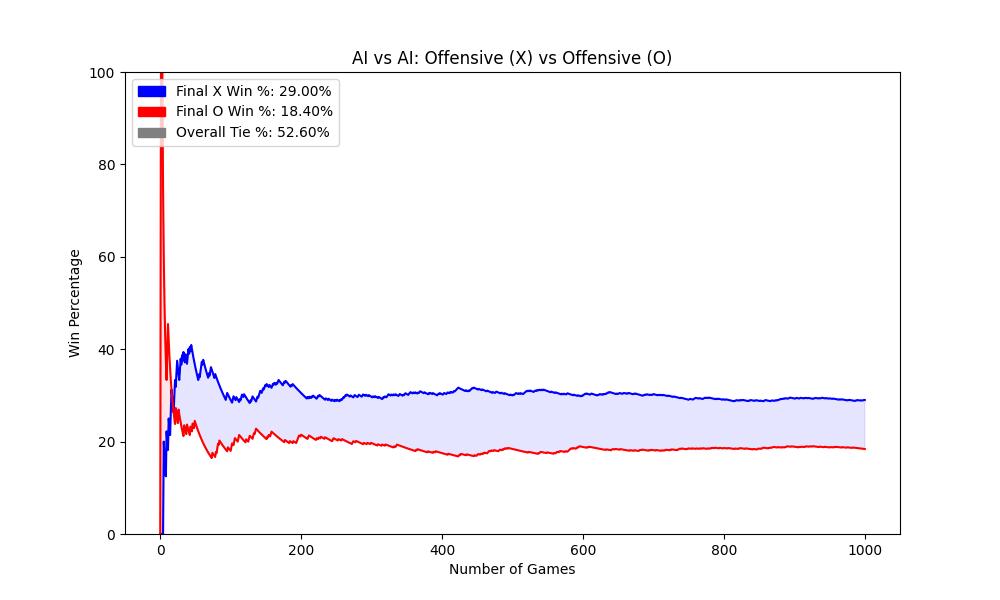 AI vs AI: Offensive (X) vs Offensive (O)
Final X Win %: 29.00%
Final O Win %: 18.40%
Overall Tie %: 52.60%
Win Percentage
100
80
60
40
20
0
0 200 400 600 800 1000
Number of Games